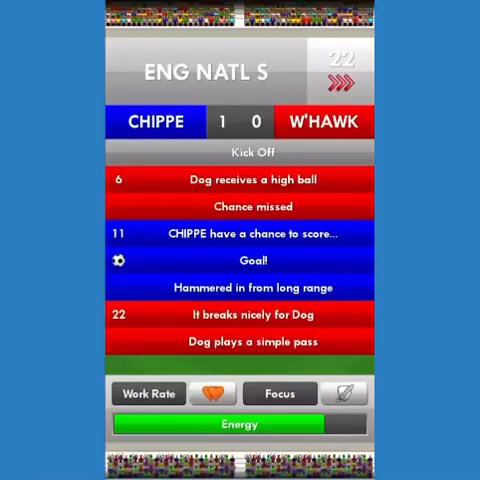 ENG NATL S
22
CHIPPE 1 0 W'HAWK
Kick Off
6 Dog receives a high ball
Chance missed
11 CHIPPE have a chance to score...
Goal!
Hammered in from long range
22 It breaks nicely for Dog
Dog plays a simple pass
Work Rate Focus
Energy